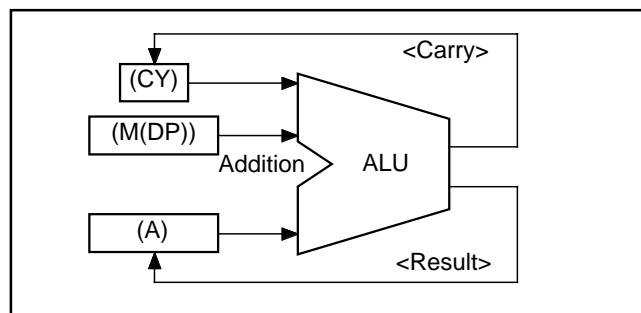 <Carry>
(CY)
(M(DP))
Addition
ALU
(A)
<Result>